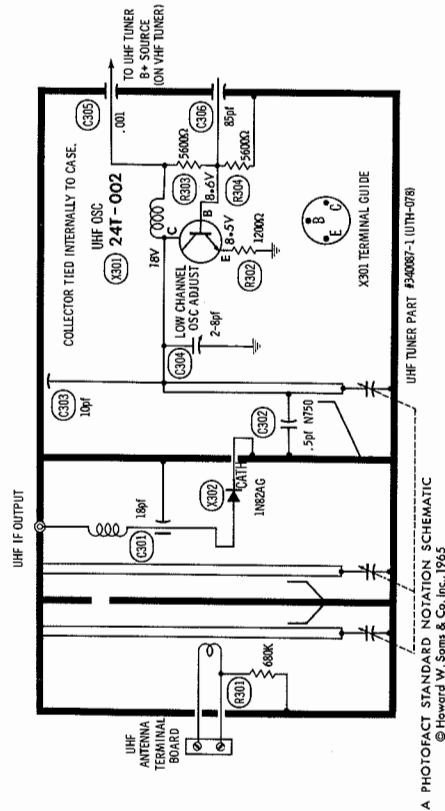 UHF ANTENNA
TERMINAL
BOARD
R301
680K
UHF IF OUTPUT
18pf
C301
X302
CATH
1N82AG
C303
10pf
C302
.5pf N750
C304
2-8pf
LOW CHANNEL
OSC ADJUST
COLLECTOR TIED INTERNALLY TO CASE.
UHF OSC
X301 24T-002
18V
C
B
E
8.6V
8.5V
1200Ω
R302
R303
5600Ω
R304
5600Ω
C305
.001
C306
85pf
TO UHF TUNER
B+ SOURCE
(ON VHF TUNER)
B
E C
X301 TERMINAL GUIDE
UHF TUNER PART #340087-1 (UTH-078)
A PHOTOFACT STANDARD NOTATION SCHEMATIC
© Howard W. Sams & Co. Inc., 1965